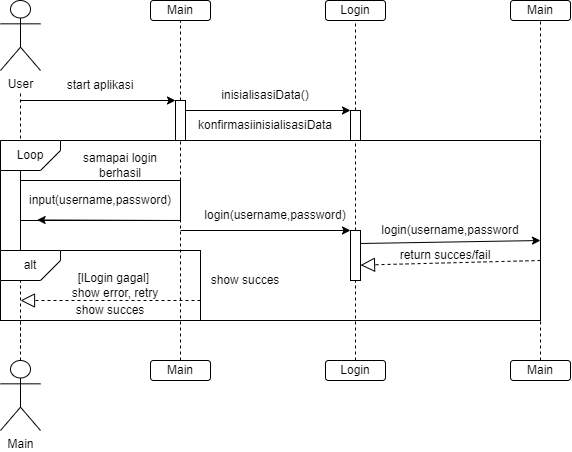 Main
Login
Main
User
start aplikasi
inisialisasiData()
konfirmasiinisialisasiData
Loop
samapai login
berhasil
input(username,password)
login(username,password)
login(username,password
return succes/fail
alt
[lLogin gagal]
show error, retry
show succes
show succes
Main
Login
Main
Main